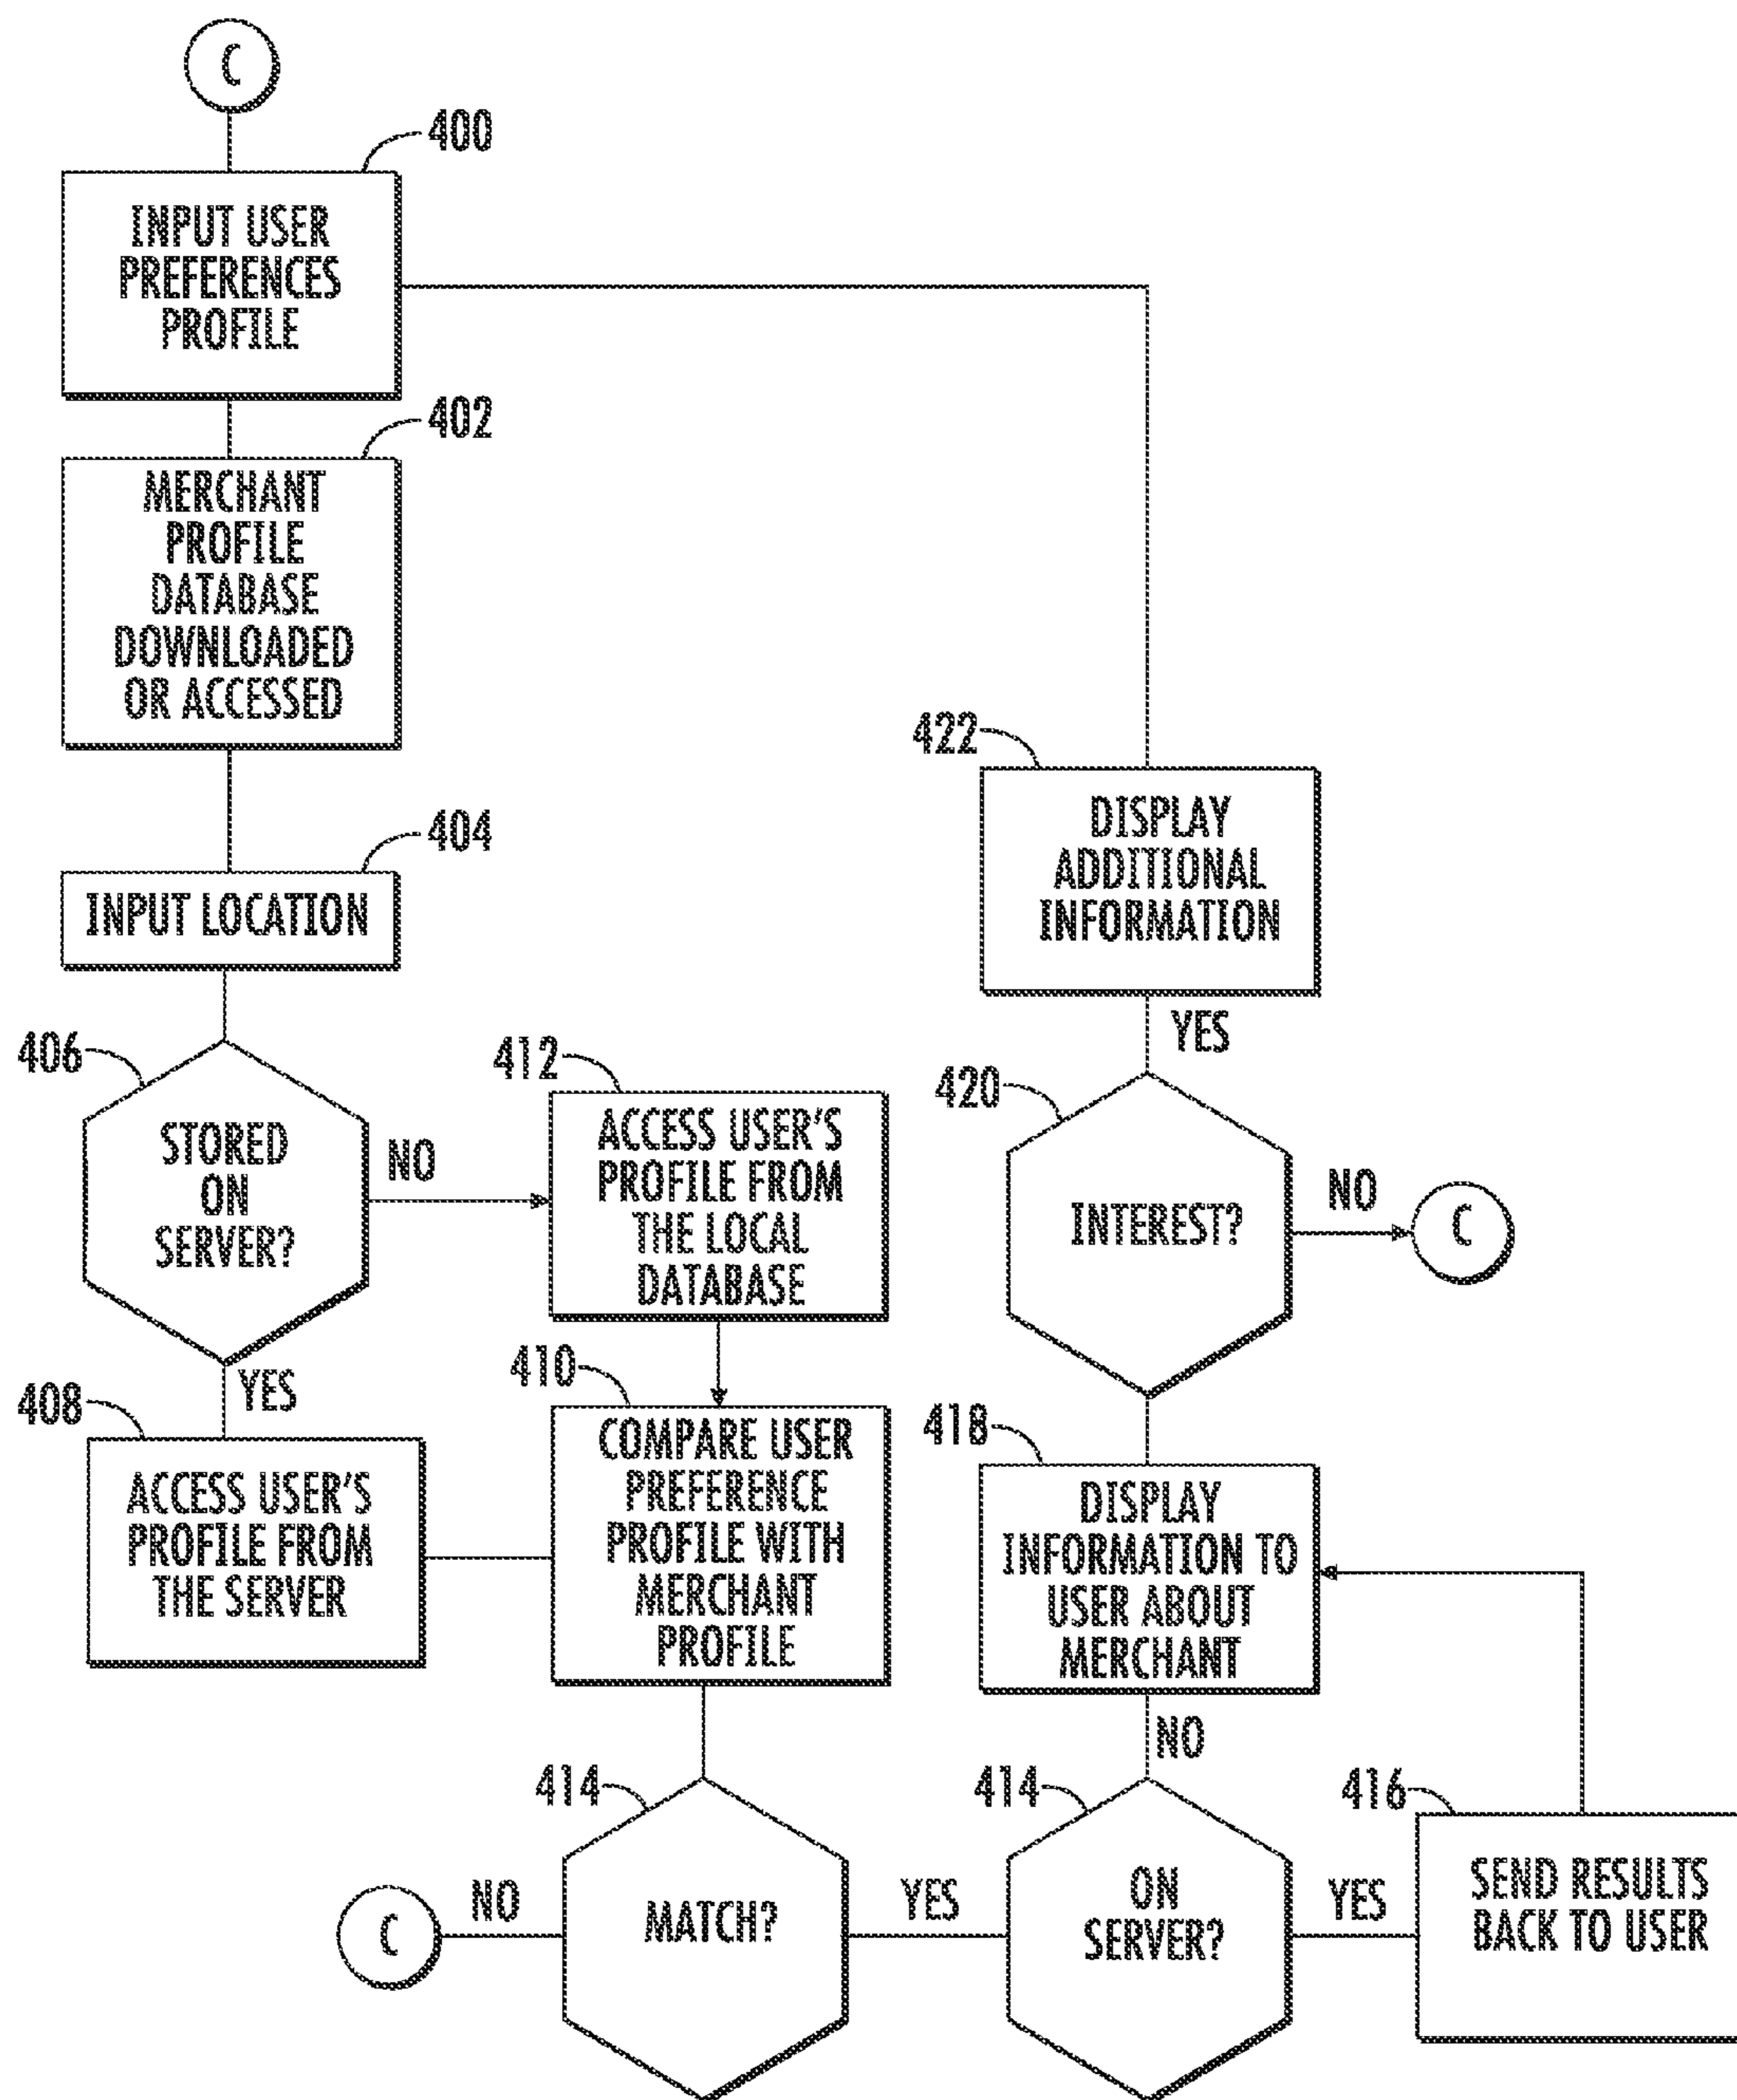 C
400
INPUT USER
PREFERENCES
PROFILE
402
MERCHANT
PROFILE
DATABASE
DOWNLOADED
OR ACCESSED
404
INPUT LOCATION
406
STORED
ON
SERVER?
NO
YES
412
ACCESS USER'S
PROFILE FROM
THE LOCAL
DATABASE
408
ACCESS USER'S
PROFILE FROM
THE SERVER
410
COMPARE USER
PREFERENCE
PROFILE WITH
MERCHANT
PROFILE
414
MATCH?
NO
C
YES
414
ON
SERVER?
YES
416
SEND RESULTS
BACK TO USER
NO
418
DISPLAY
INFORMATION TO
USER ABOUT
MERCHANT
420
INTEREST?
NO
C
YES
422
DISPLAY
ADDITIONAL
INFORMATION